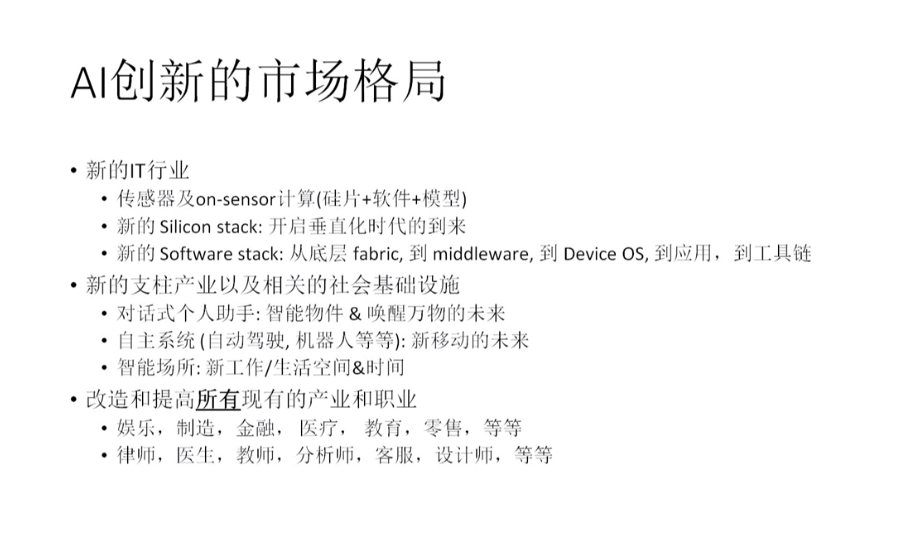 AI创新的市场格局
• 新的IT行业
• 传感器及on-sensor计算(硅片+软件+模型)
• 新的 Silicon stack: 开启垂直化时代的到来
• 新的 Software stack: 从底层 fabric, 到 middleware, 到 Device OS, 到应用，到工具链
• 新的支柱产业以及相关的社会基础设施
• 对话式个人助手: 智能物件 & 唤醒万物的未来
• 自主系统 (自动驾驶, 机器人等等): 新移动的未来
• 智能场所: 新工作/生活空间&时间
• 改造和提高所有现有的产业和职业
• 娱乐，制造，金融， 医疗， 教育，零售，等等
• 律师，医生，教师，分析师，客服，设计师，等等